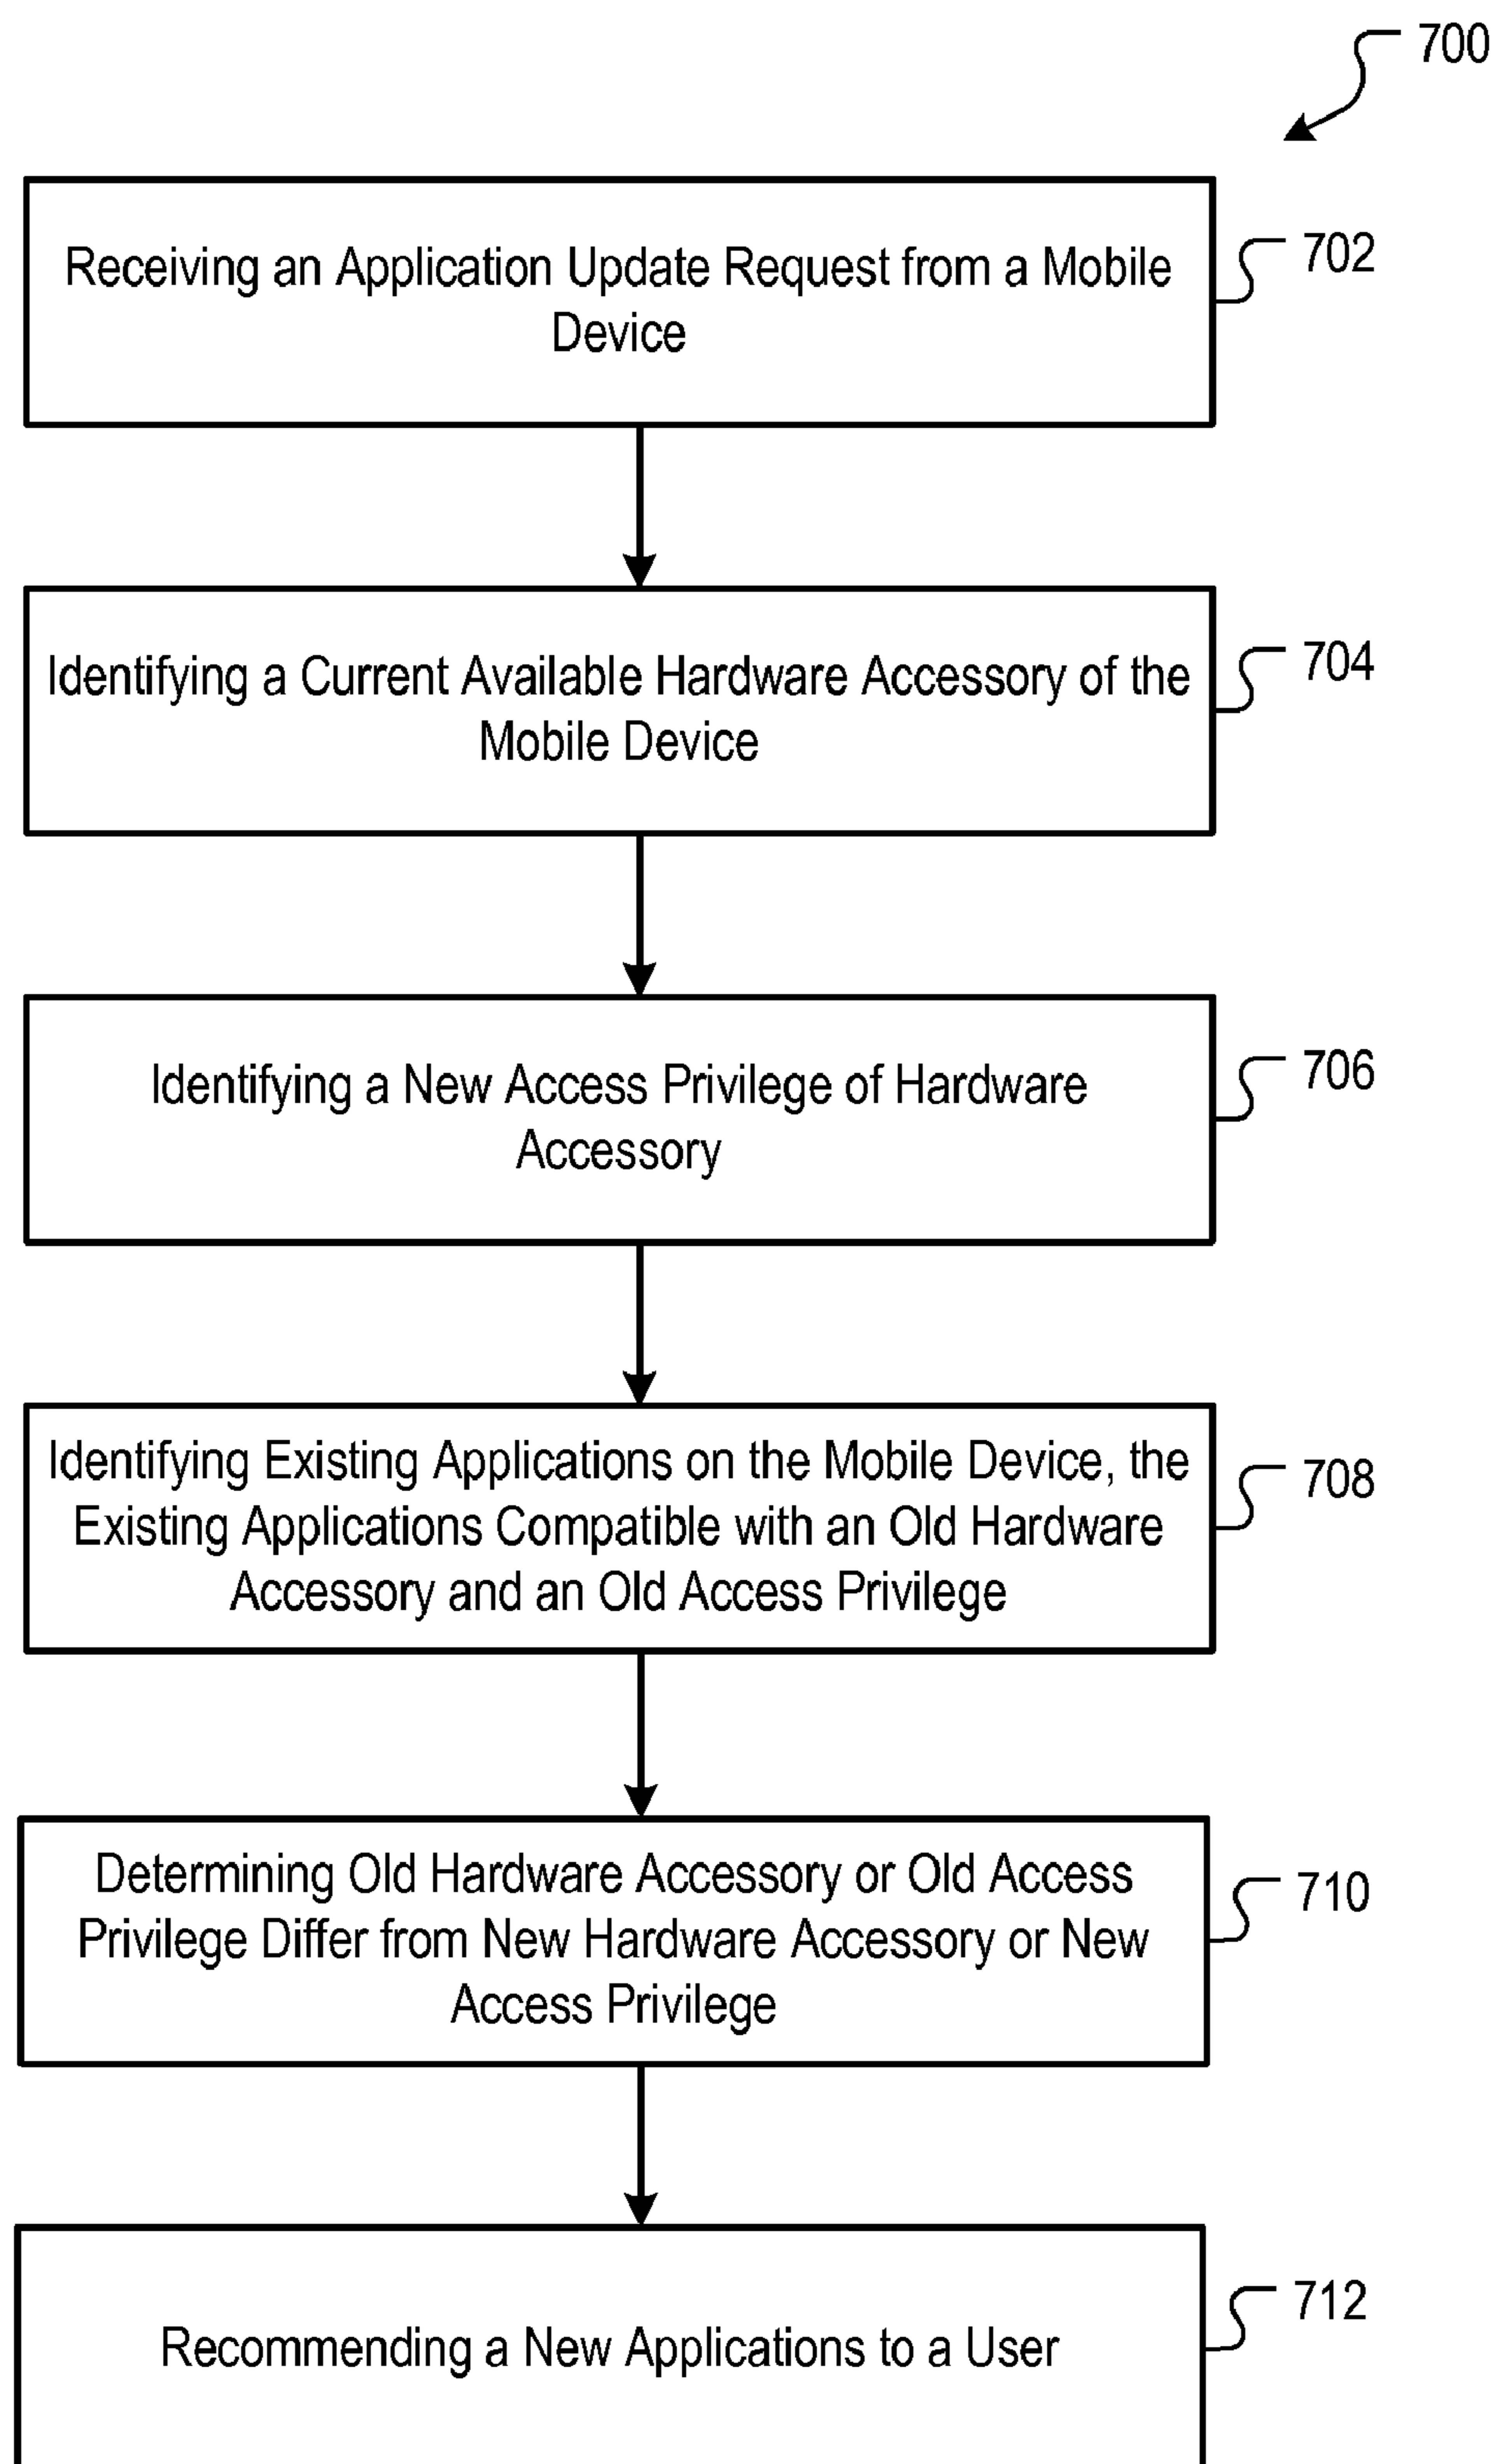 700
Receiving an Application Update Request from a Mobile
Device
702
Identifying a Current Available Hardware Accessory of the
Mobile Device
704
Identifying a New Access Privilege of Hardware
Accessory
706
Identifying Existing Applications on the Mobile Device, the
Existing Applications Compatible with an Old Hardware
Accessory and an Old Access Privilege
708
Determining Old Hardware Accessory or Old Access
Privilege Differ from New Hardware Accessory or New
Access Privilege
710
Recommending a New Applications to a User
712